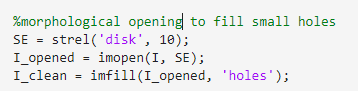 %morphological opening to fill small holes
SE = strel('disk', 10);
I_opened = imopen(I, SE);
I_clean = imfill(I_opened, 'holes');